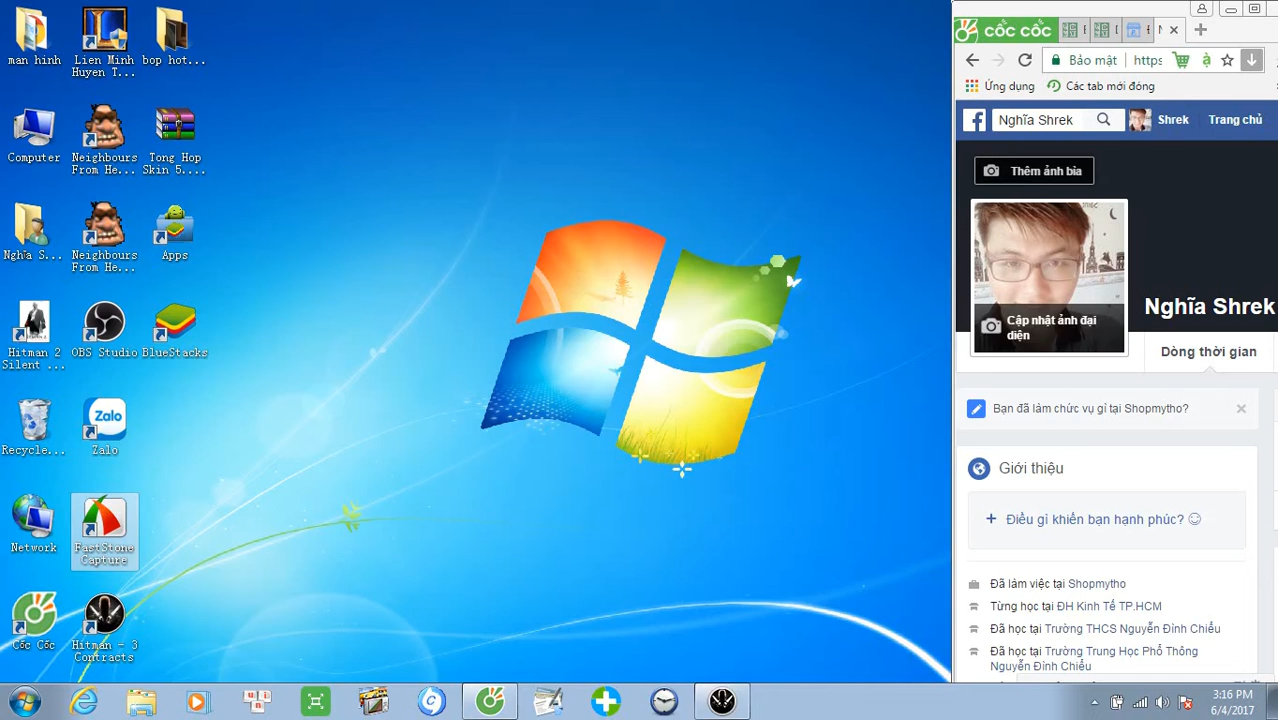 man hinh
Lien Minh
Huyen T...
bop hot...
Computer
Neighbours
From He...
Tong Hop
Skin 5....
Nghĩa S...
Neighbours
From He...
Apps
Hitman 2
Silent ...
OBS Studio
BlueStacks
Recycle...
Zalo
Zalo
Network
FastStone
Capture
Cốc Cốc
Hitman - 3
Contracts
cốc cốc
Bảo mật
https
Ứng dụng
Các tab mới đóng
Nghĩa Shrek
Shrek
Trang chủ
Thêm ảnh bìa
Cập nhật ảnh đại
diện
Nghĩa Shrek
Dòng thời gian
Bạn đã làm chức vụ gì tại Shopmytho?
Giới thiệu
Điều gì khiến bạn hạnh phúc?
Đã làm việc tại Shopmytho
Từng học tại ĐH Kinh Tế TP.HCM
Đã học tại Trường THCS Nguyễn Đình Chiểu
Đã học tại Trường Trung Học Phổ Thông
Nguyễn Đình Chiểu
3:16 PM
6/4/2017